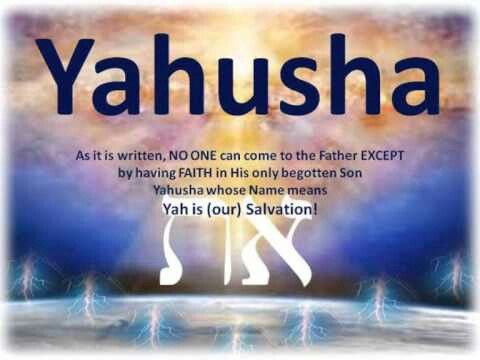 Yahusha
As it is written, NO ONE can come to the Father EXCEPT
by having FAITH in His only begotten Son
Yahusha whose Name means
Yah is (our) Salvation!
אות